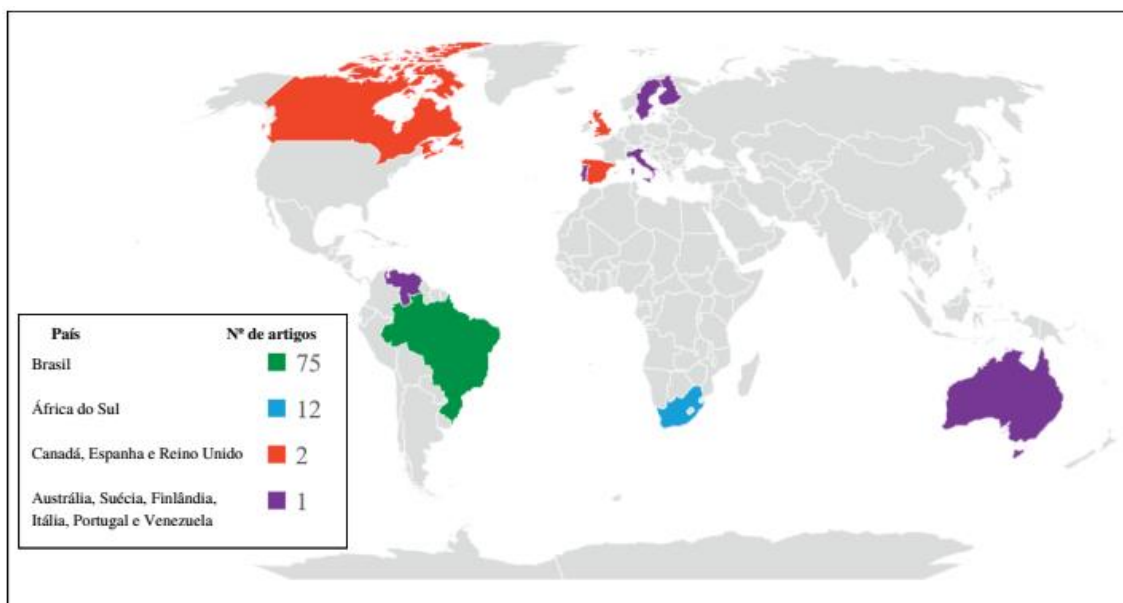 País Nº de artigos
Brasil 75
África do Sul 12
Canadá, Espanha e Reino Unido 2
Austrália, Suécia, Finlândia, 1
Itália, Portugal e Venezuela